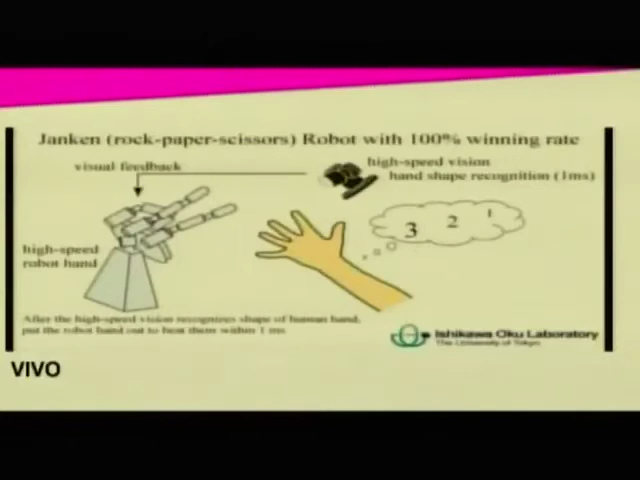 Janken (rock-paper-scissors) Robot with 100% winning rate
visual feedback
high-speed vision
hand shape recognition (1ms)
3 2 1
high-speed
robot hand
After the high-speed vision recognizes shape of human hand,
put the robot hand out to beat them within 1 ms
Ishikawa Oku Laboratory
The University of Tokyo
VIVO